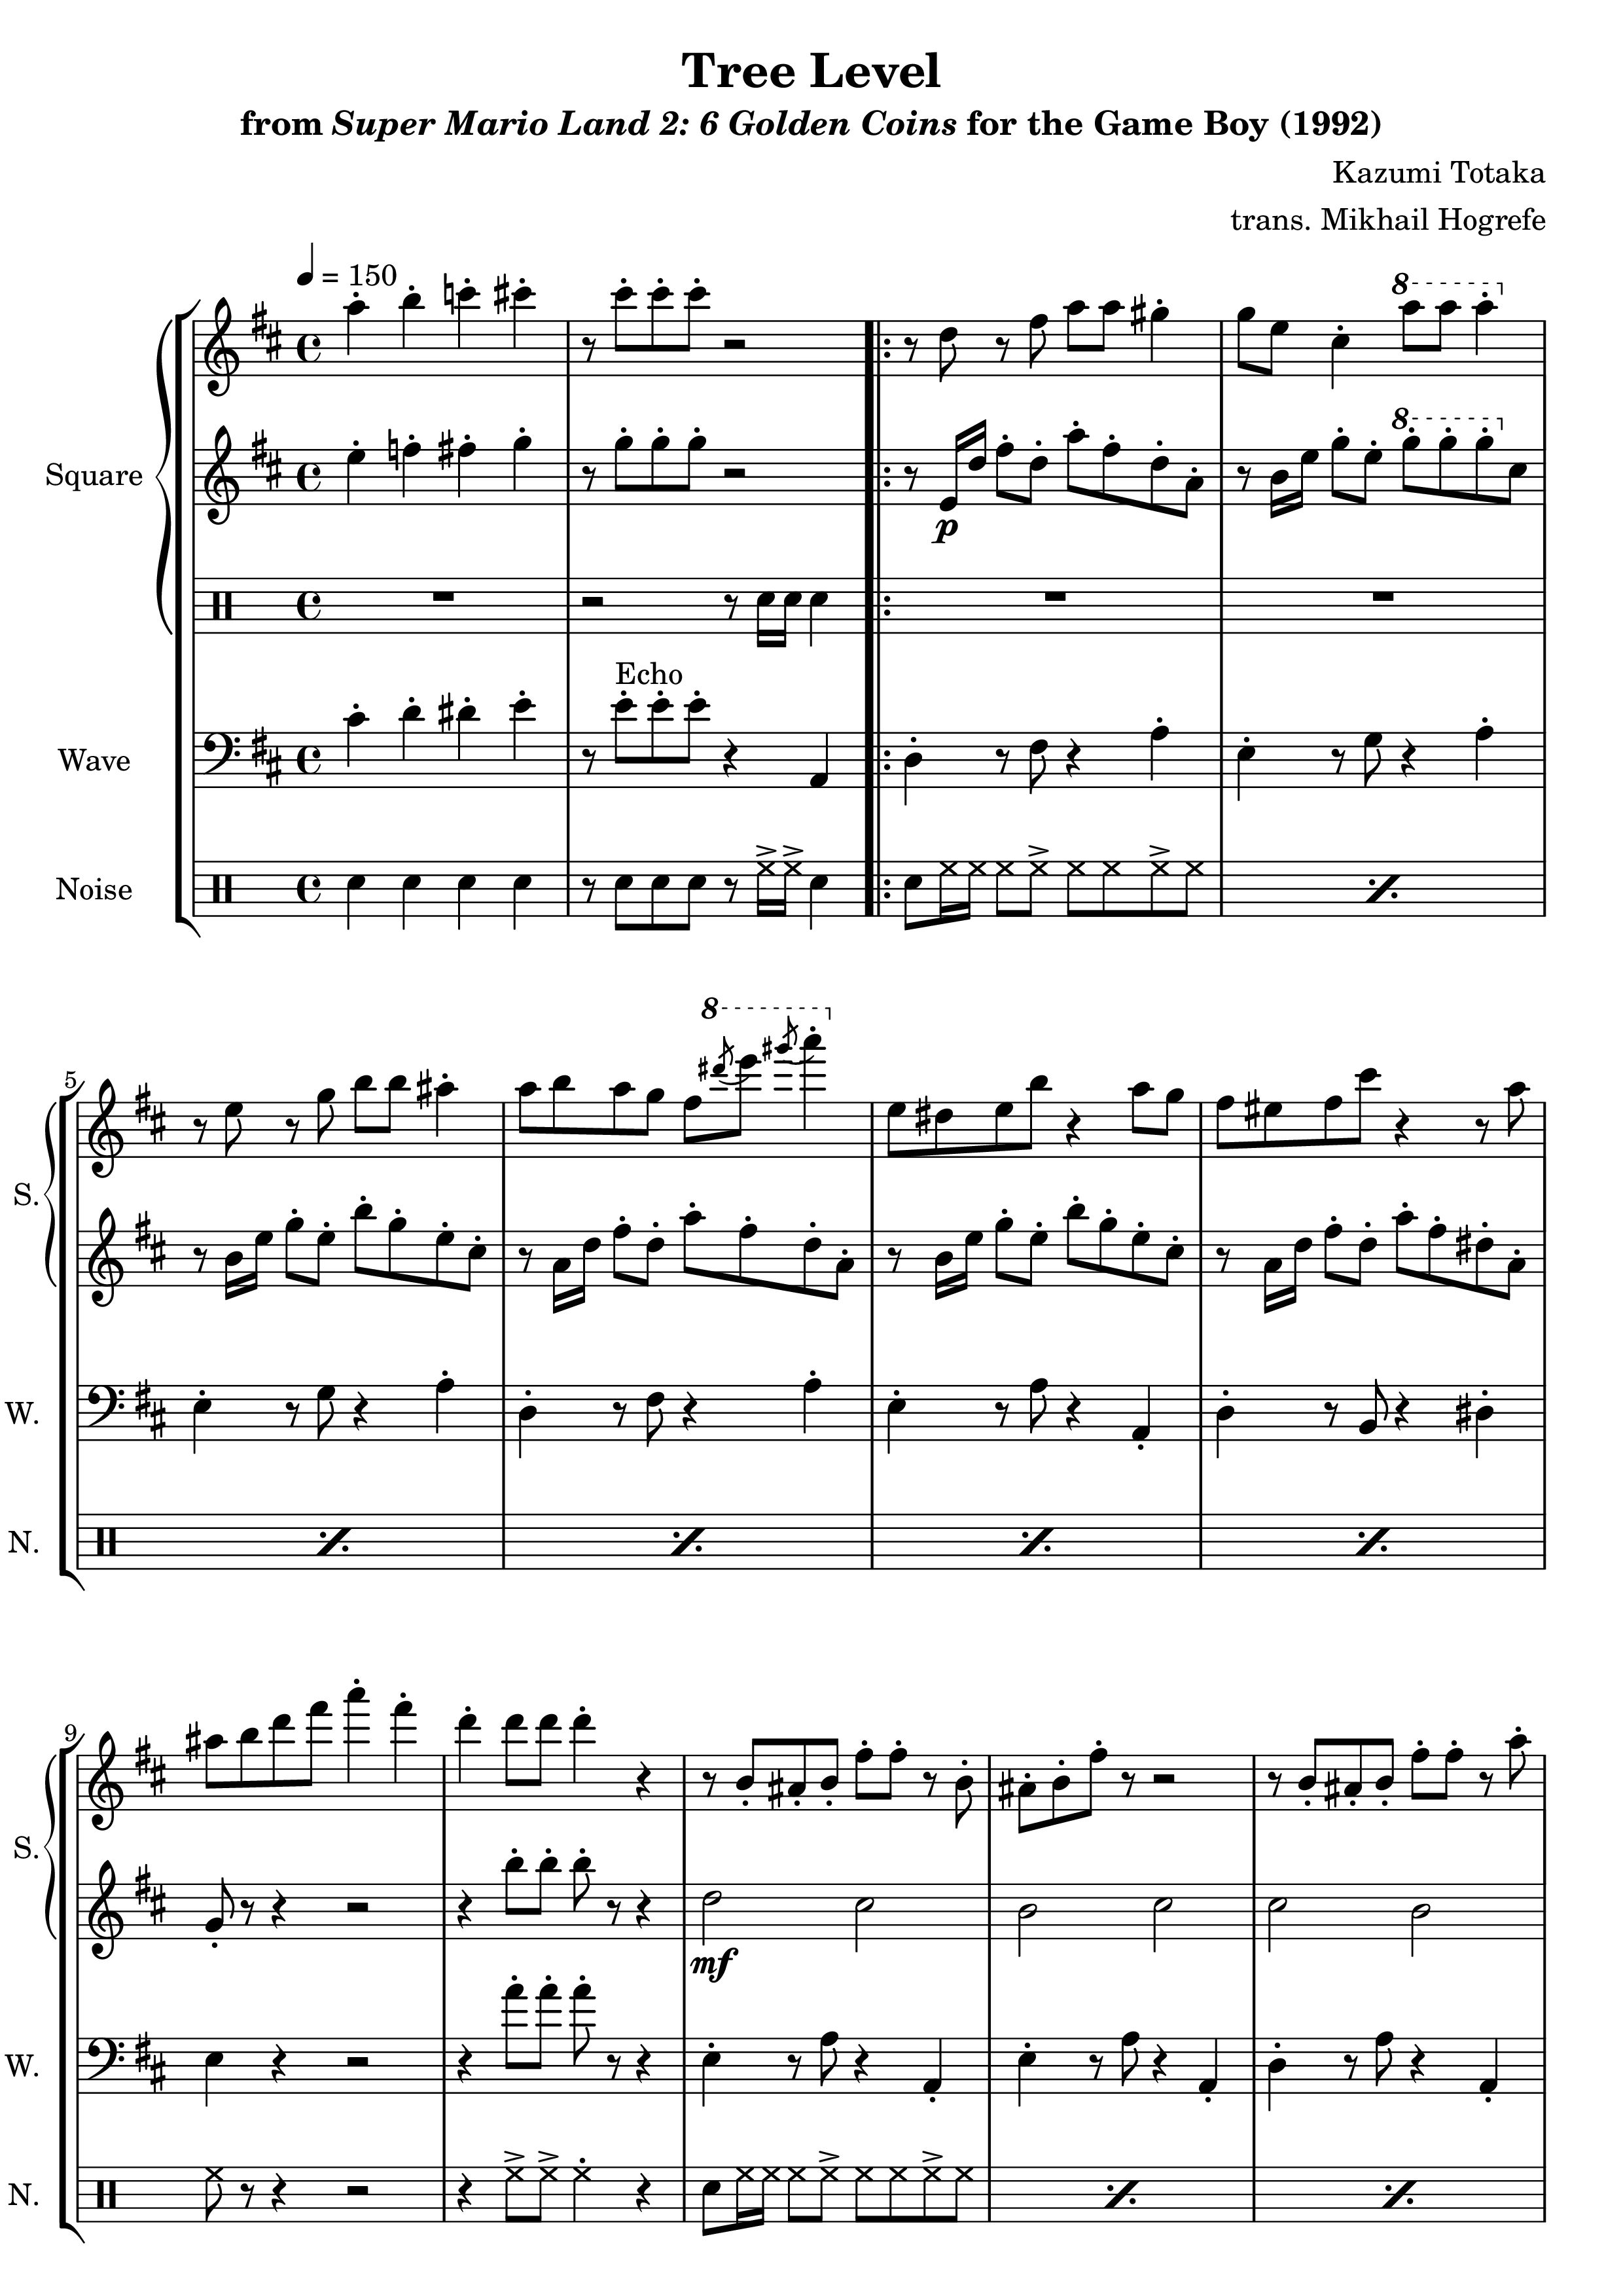 Tree Level
from Super Mario Land 2: 6 Golden Coins for the Game Boy (1992)
Kazumi Totaka
trans. Mikhail Hogrefe
= 150
8
Square
8
p
Echo
Wave
Noise
5
8
S.
W.
N.
9
S.
mf
W.
N.